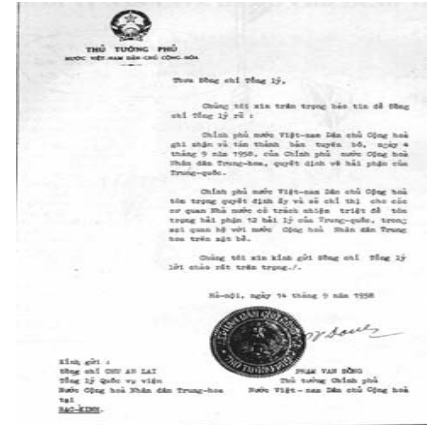 THỦ TƯỚNG PHỦ
NƯỚC VIỆT-NAM DÂN CHỦ CỘNG-HÒA
Thưa Đồng chí Tổng lý,
Chúng tôi xin trân trọng báo tin để Đồng
chí Tổng lý rõ :
Chính phủ nước Việt-nam Dân chủ Cộng hoà
ghi nhận và tán thành bản tuyên bố, ngày 4
tháng 9 năm 1958, của Chính phủ nước Cộng hoà
Nhân dân Trung-hoa, quyết định về hải phận của
Trung-quốc.
Chính phủ nước Việt-nam Dân chủ Cộng hoà
tôn trọng quyết định ấy và sẽ chỉ thị cho các
cơ quan Nhà nước có trách nhiệm triệt để tôn
trọng hải phận 12 hải lý của Trung-quốc, trong
mọi quan hệ với nước Cộng hoà Nhân dân Trung
hoa trên mặt bể.
Chúng tôi xin kính gửi Đồng chí Tổng lý
lời chào rất trân trọng./.
Hà-nội, ngày 14 tháng 9 năm 1958
Kính gửi :
Đồng chí CHU AN LAI
Tổng lý Quốc vụ viện
Nước Cộng hoà Nhân dân Trung-hoa
tại
BẮC-KINH.
PHẠM VĂN ĐỒNG
Thủ tướng Chính phủ
Nước Việt-nam Dân chủ Cộng hoà